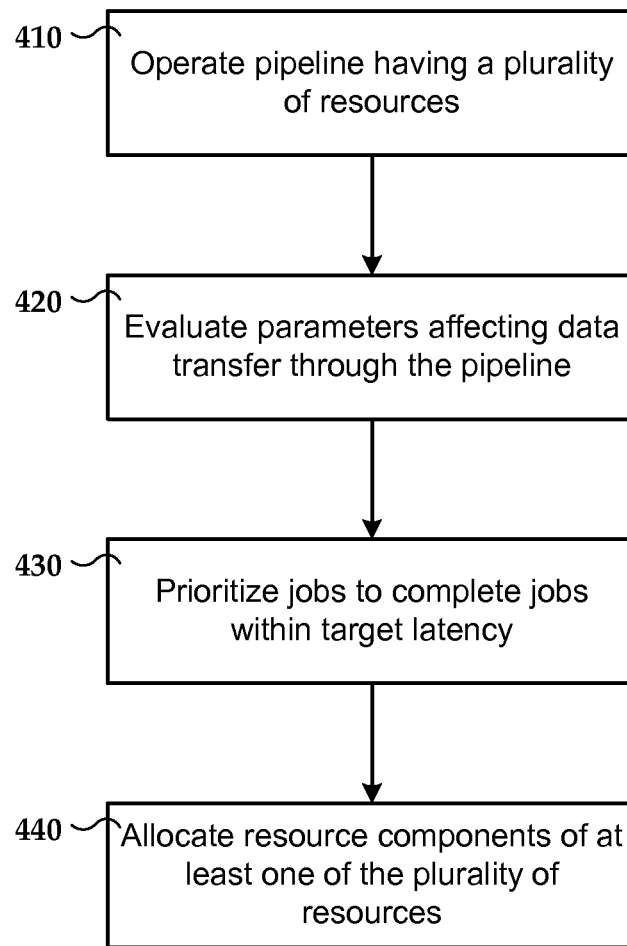 410
Operate pipeline having a plurality
of resources
420
Evaluate parameters affecting data
transfer through the pipeline
430
Prioritize jobs to complete jobs
within target latency
440
Allocate resource components of at
least one of the plurality of
resources